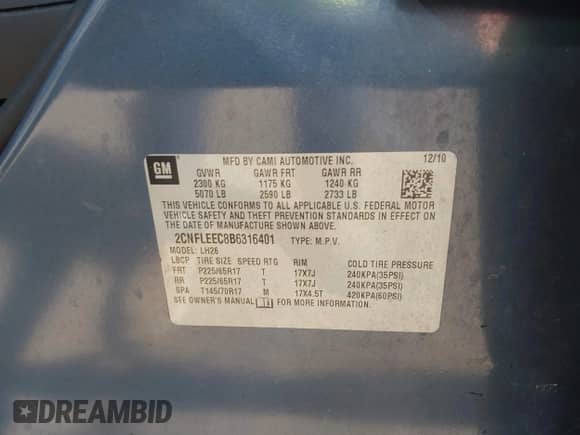 GM
MFD BY CAMI AUTOMOTIVE INC. 12/10
GVWR GAWR FRT GAWR RR
2300 KG 1175 KG 1240 KG
5070 LB 2590 LB 2733 LB
THIS VEHICLE CONFORMS TO ALL APPLICABLE U.S. FEDERAL MOTOR
VEHICLE SAFETY AND THEFT PREVENTION STANDARDS IN EFFECT ON
THE DATE OF MANUFACTURE SHOWN ABOVE.
2CNFLEEC8B6316401 TYPE: M.P.V.
MODEL: LH26
LBCP TIRE SIZE SPEED RTG RIM COLD TIRE PRESSURE
FRT P225/65R17 T 17X7J 240KPA(35PSI)
RR P225/65R17 T 17X7J 240KPA(35PSI)
SPA T145/70R17 M 17X4.5T 420KPA(60PSI)
SEE OWNER'S MANUAL FOR MORE INFORMATION.
DREAMBID